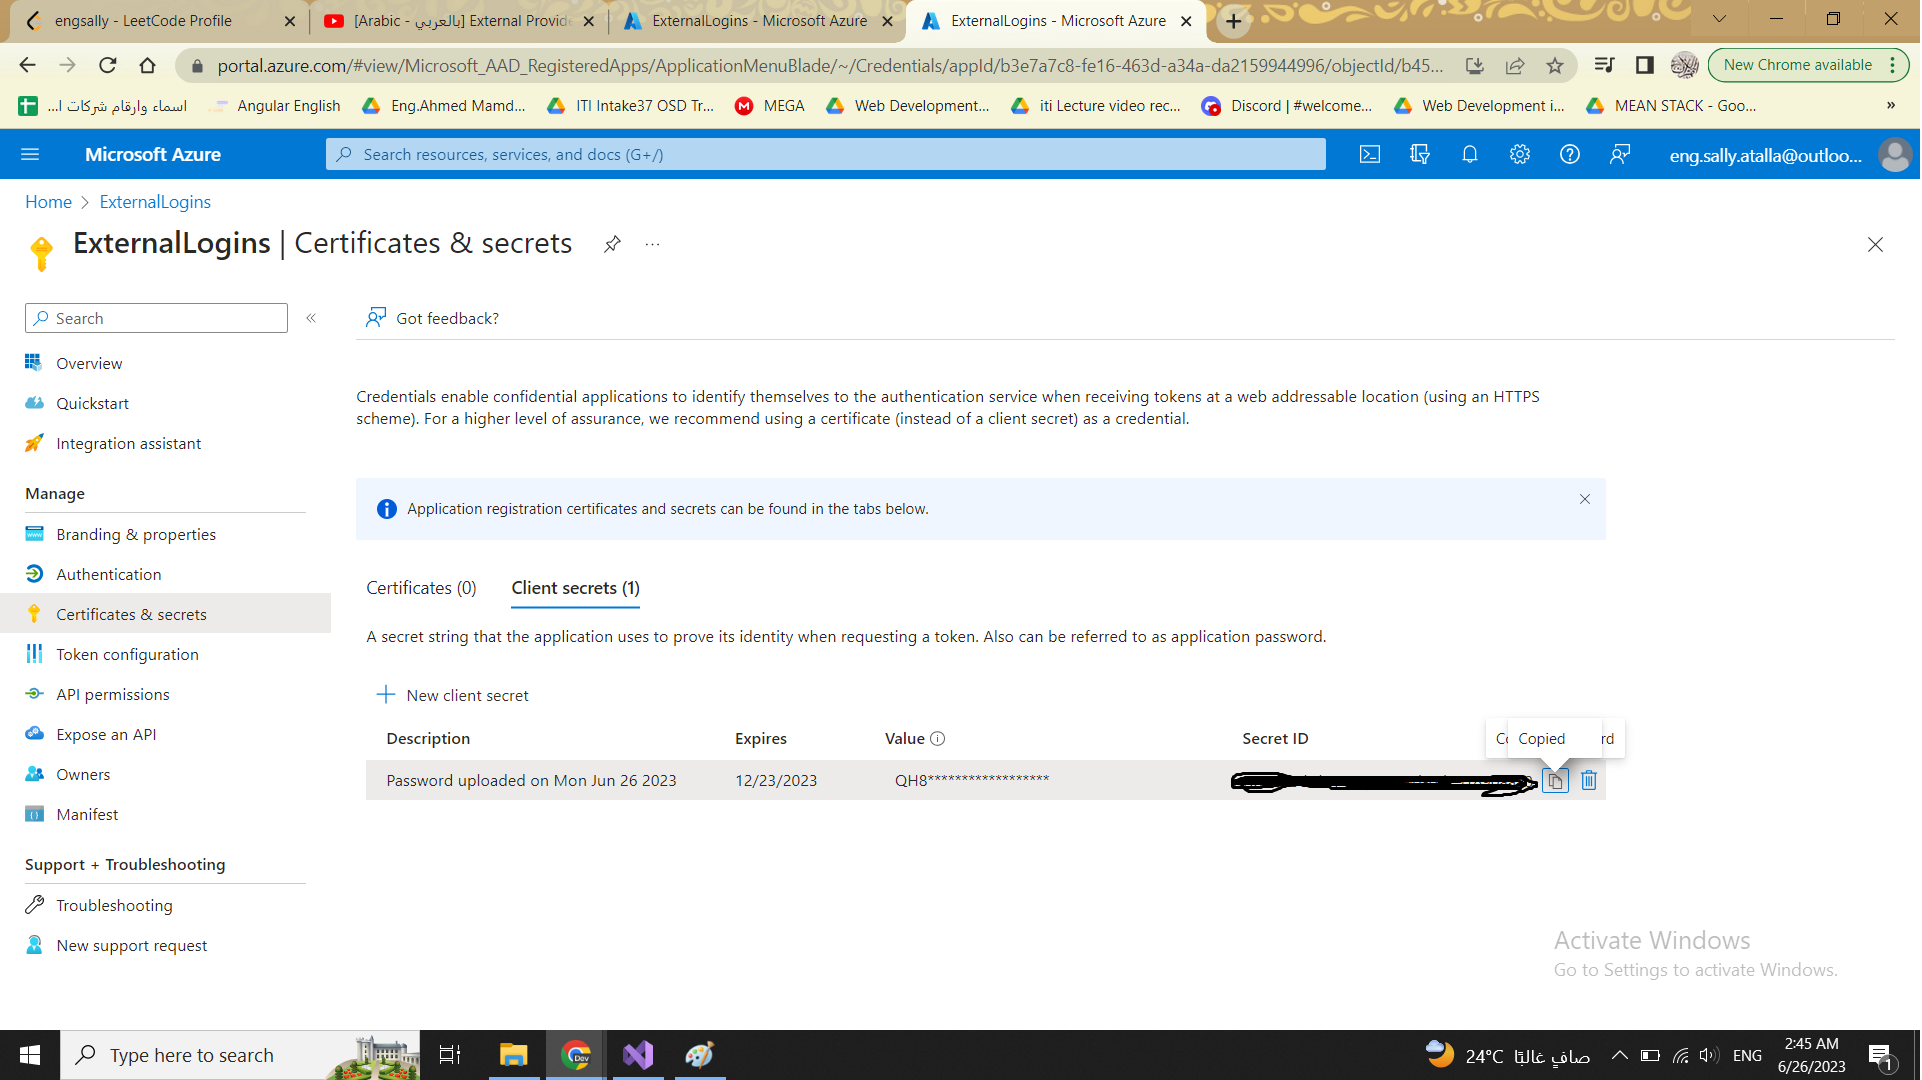 engsally - LeetCode Profile
[Arabic - بالعربي] External Provide
ExternalLogins - Microsoft Azure
ExternalLogins - Microsoft Azure
portal.azure.com/#view/Microsoft_AAD_RegisteredApps/ApplicationMenuBlade/~/Credentials/appId/b3e7a7c8-fe16-463d-a34a-da2159944996/objectId/b45...
New Chrome available
اسماء وارقام شركات ا...
Angular English
Eng.Ahmed Mamd...
ITI Intake37 OSD Tr...
MEGA
Web Development...
iti Lecture video rec...
Discord | #welcome...
Web Development i...
MEAN STACK - Goo...
»
Microsoft Azure
Search resources, services, and docs (G+/)
eng.sally.atalla@outloo...
Home > ExternalLogins
ExternalLogins | Certificates & secrets
...
Search
«
Got feedback?
Overview
Quickstart
Integration assistant
Manage
Branding & properties
Authentication
Certificates & secrets
Token configuration
API permissions
Expose an API
Owners
Manifest
Support + Troubleshooting
Troubleshooting
New support request
Credentials enable confidential applications to identify themselves to the authentication service when receiving tokens at a web addressable location (using an HTTPS
scheme). For a higher level of assurance, we recommend using a certificate (instead of a client secret) as a credential.
Application registration certificates and secrets can be found in the tabs below.
Certificates (0)
Client secrets (1)
A secret string that the application uses to prove its identity when requesting a token. Also can be referred to as application password.
New client secret
Description
Expires
Value
Secret ID
Copied
Password uploaded on Mon Jun 26 2023
12/23/2023
QH8******************
Activate Windows
Go to Settings to activate Windows.
Type here to search
Dev
24°C صافٍ غالبًا
ENG
2:45 AM
6/26/2023
1